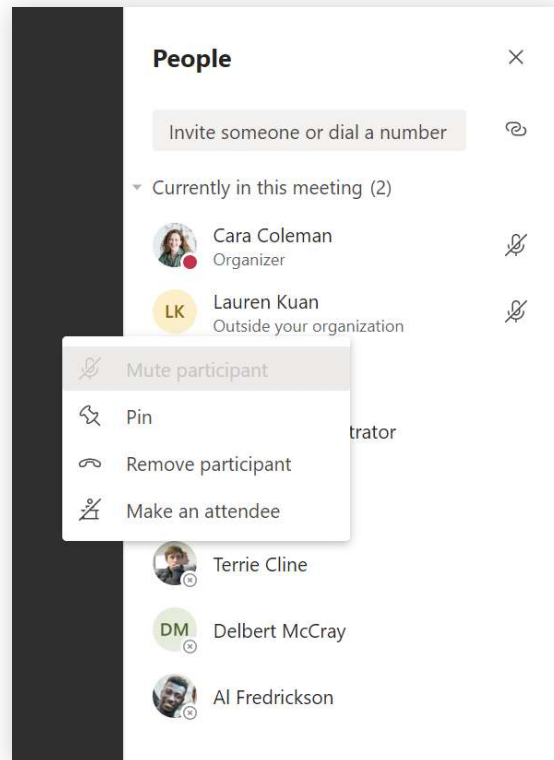 People
Invite someone or dial a number
Currently in this meeting (2)
Cara Coleman
Organizer
LK
Lauren Kuan
Outside your organization
Mute participant
Pin
trator
Remove participant
Make an attendee
Terrie Cline
DM
Delbert McCray
Al Fredrickson